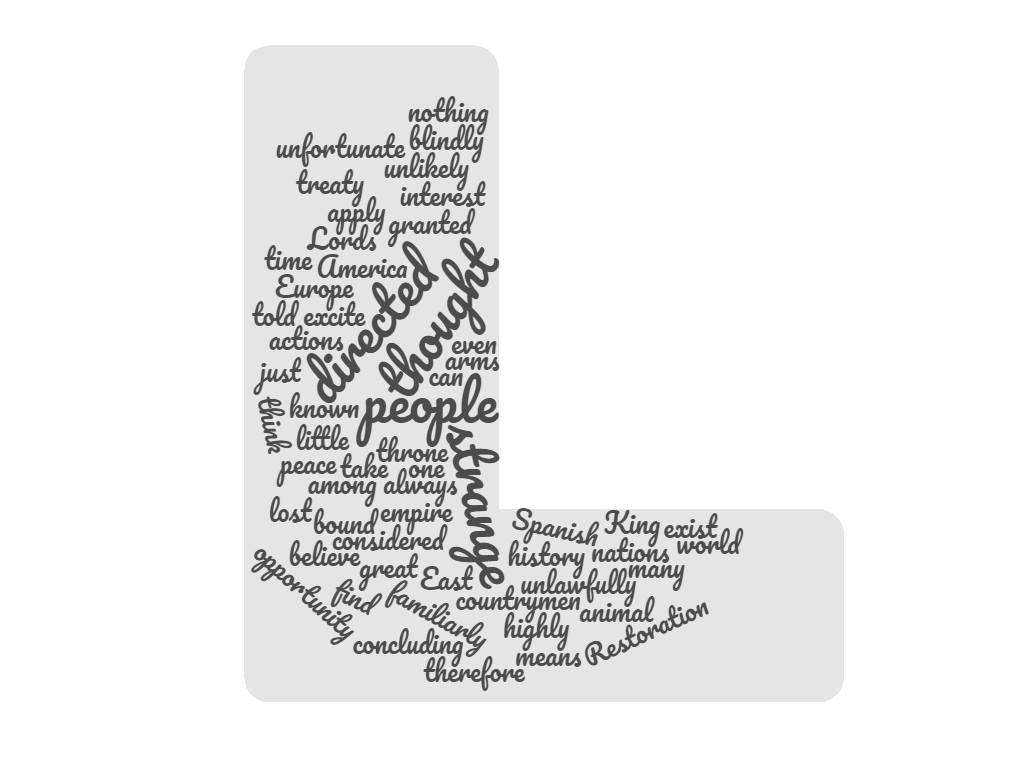 nothing
unfortunate blindly
unlikely
treaty
interest
apply
granted
Lords
time America
Europe
told excite
actions
directed
thought
even
arms
just
can
think
known people
little
throne
peace take one
among always
strange
lost bound empire
considered
believe
great East
opportunity
find
familiarly
concluding
therefore
Spanish King exist
world
history nations
many
unlawfully
countrymen animal
highly
means Restoration